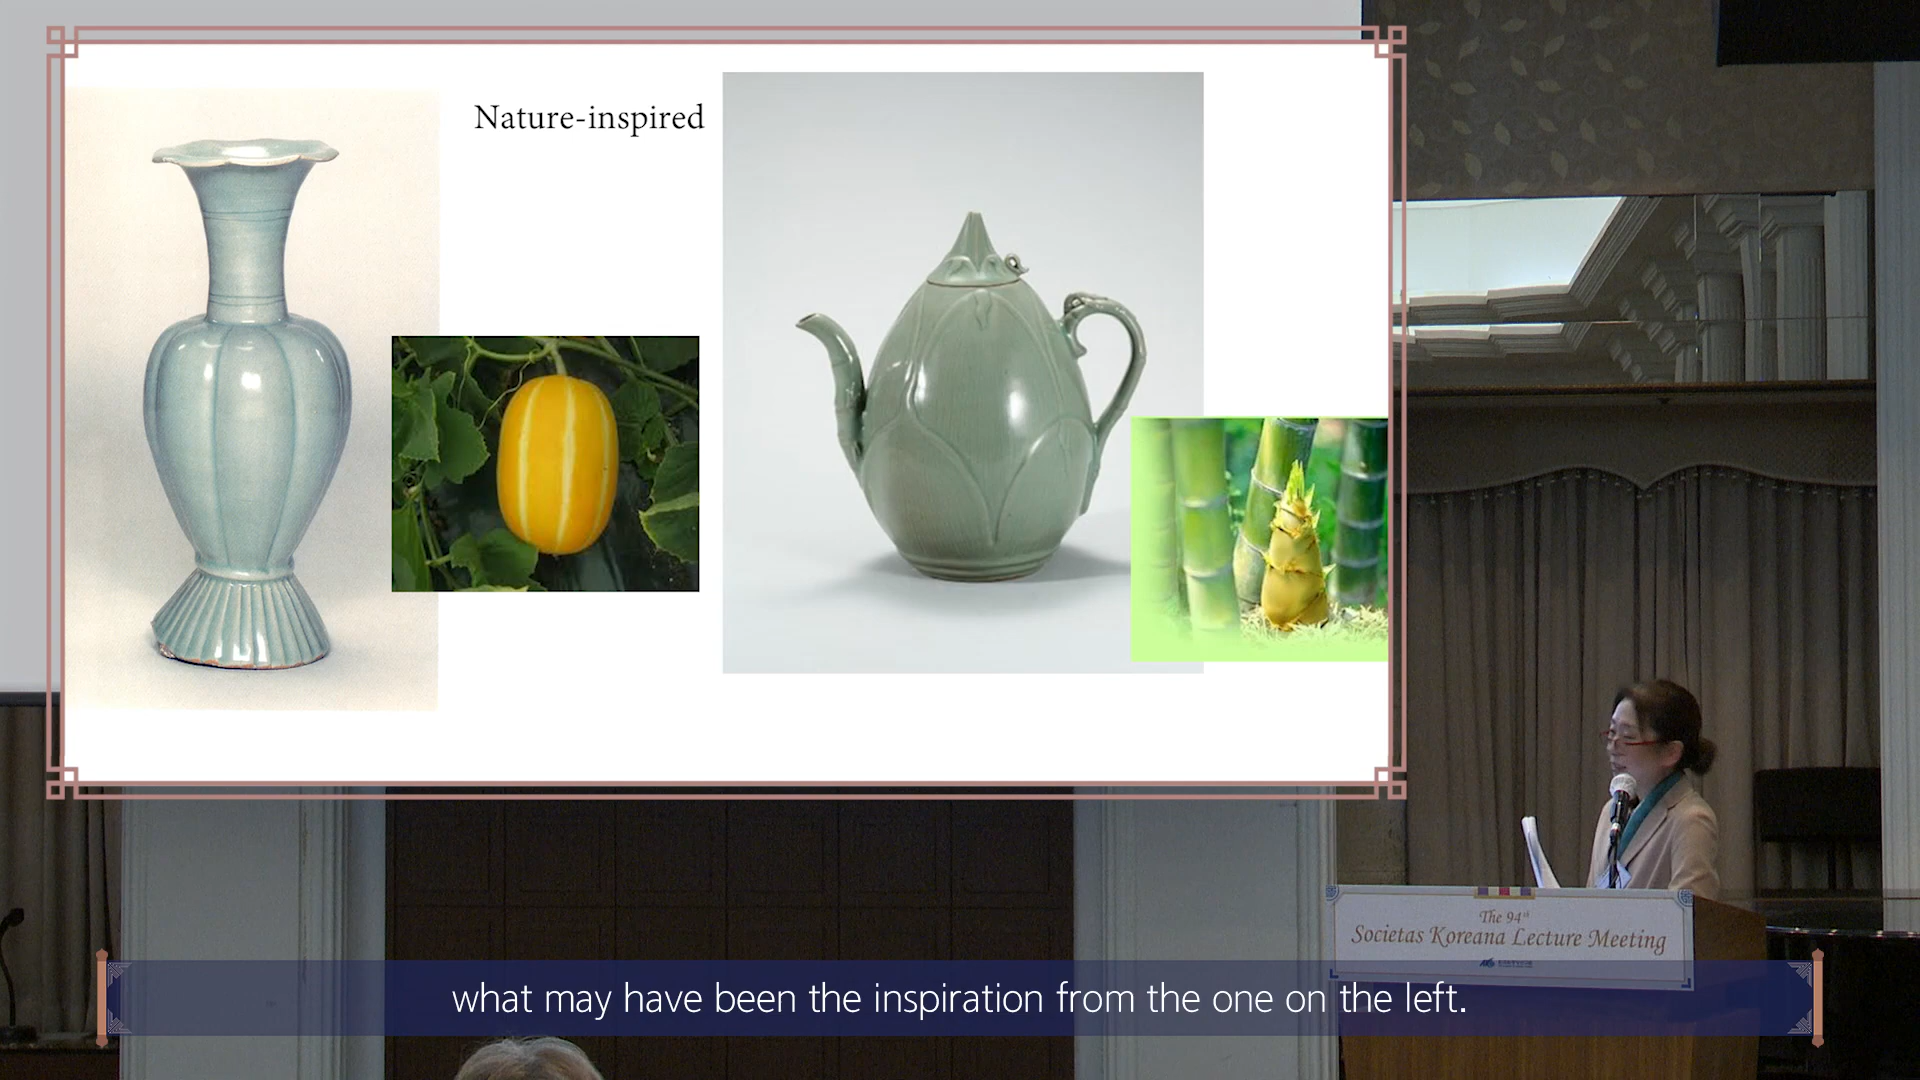 Nature-inspired
The 94th
Societas Koreana Lecture Meeting
what may have been the inspiration from the one on the left.